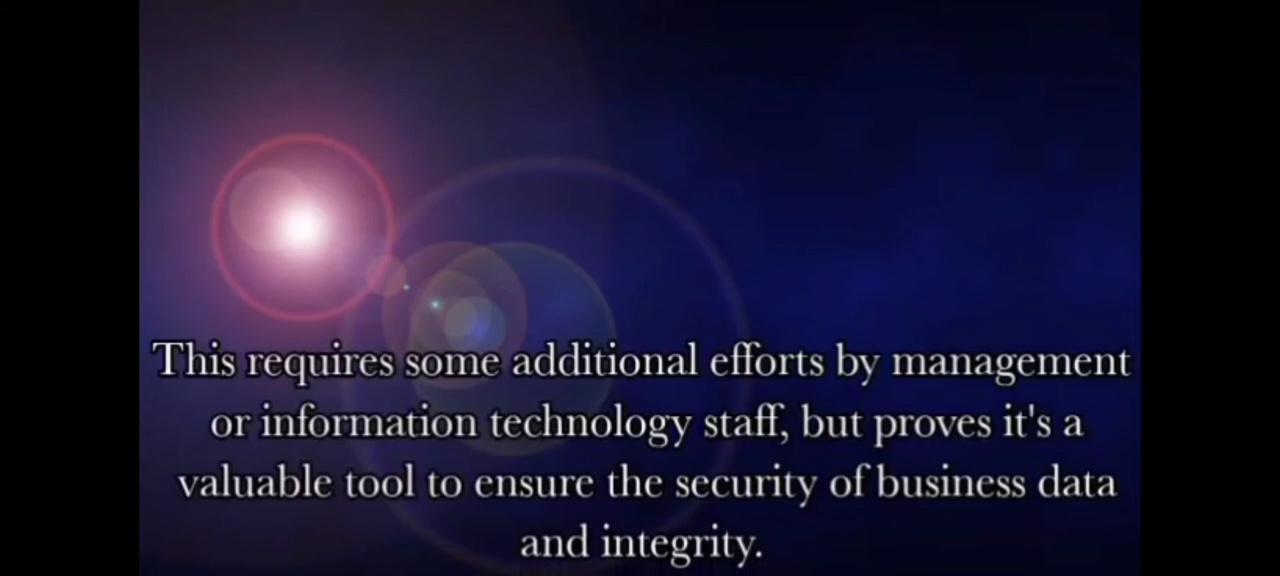 This requires some additional efforts by management
or information technology staff, but proves it's a
valuable tool to ensure the security of business data
and integrity.